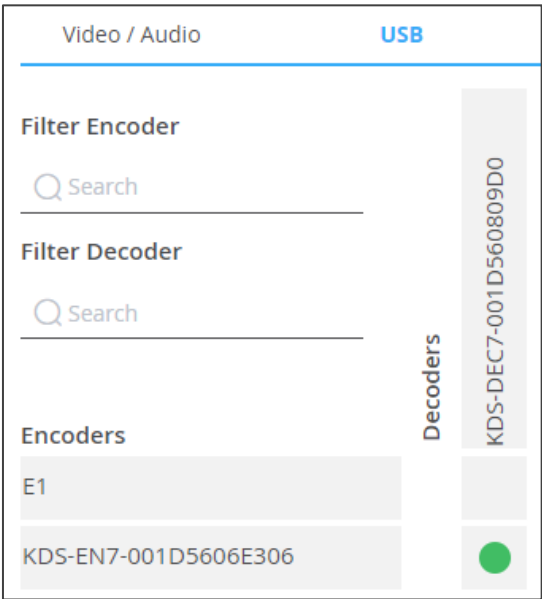 Video / Audio
USB
Filter Encoder
Search
Filter Decoder
Search
Encoders
Decoders
KDS-DEC7-001D560809D0
E1
KDS-EN7-001D5606E306